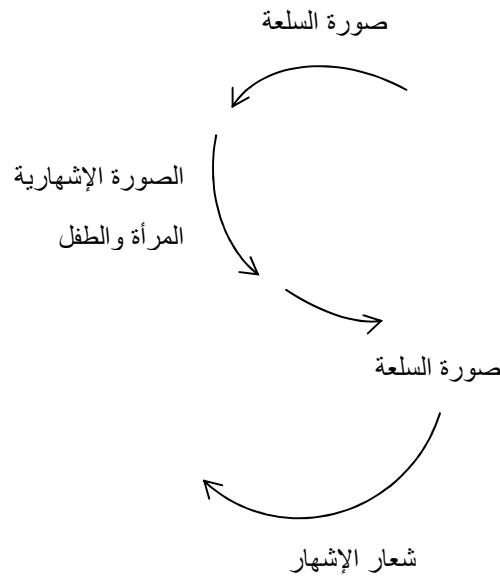 صورة السلعة
الصورة الإشهارية
المرأة والطفل
صورة السلعة
شعار الإشهار